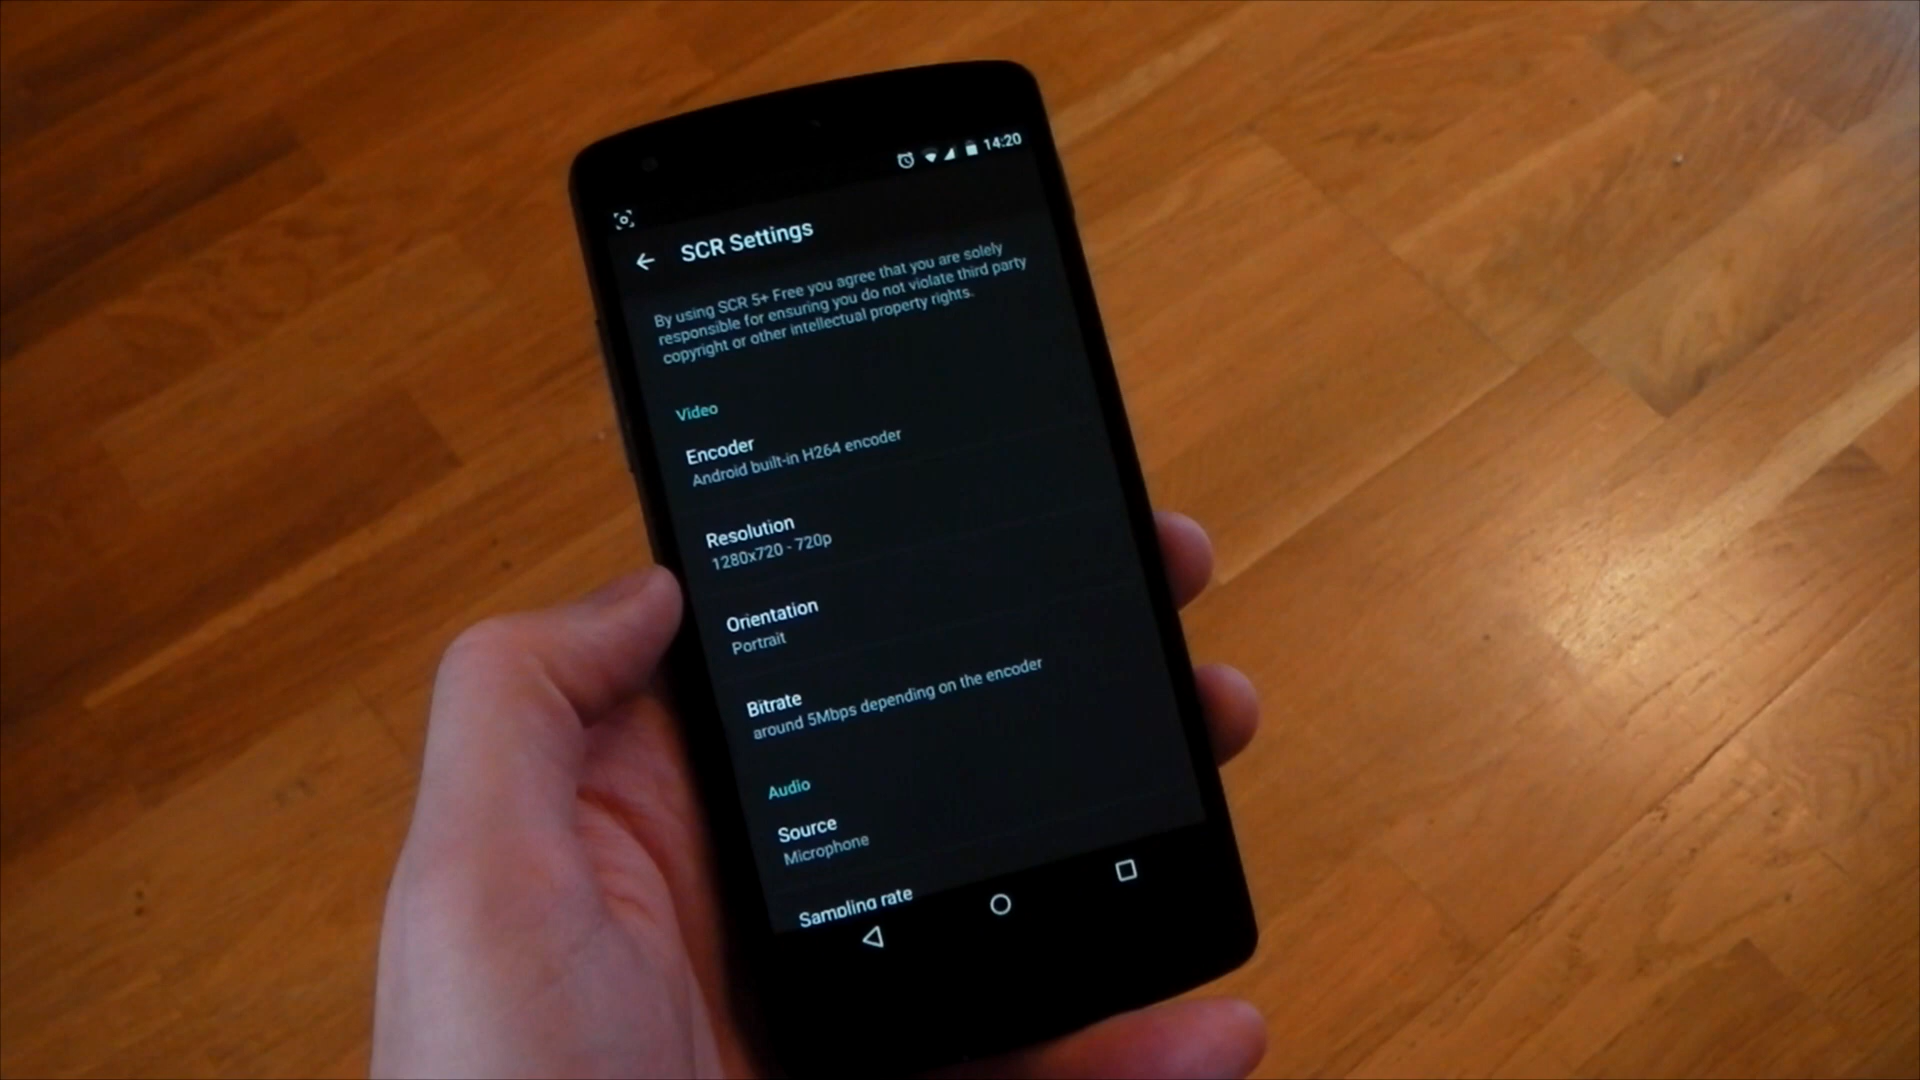 14:20
SCR Settings
By using SCR 5+ Free you agree that you are solely
responsible for ensuring you do not violate third party
copyright or other intellectual property rights.
Video
Encoder
Android built-in H264 encoder
Resolution
1280x720 - 720p
Orientation
Portrait
Bitrate
around 5Mbps depending on the encoder
Audio
Source
Microphone
Sampling rate